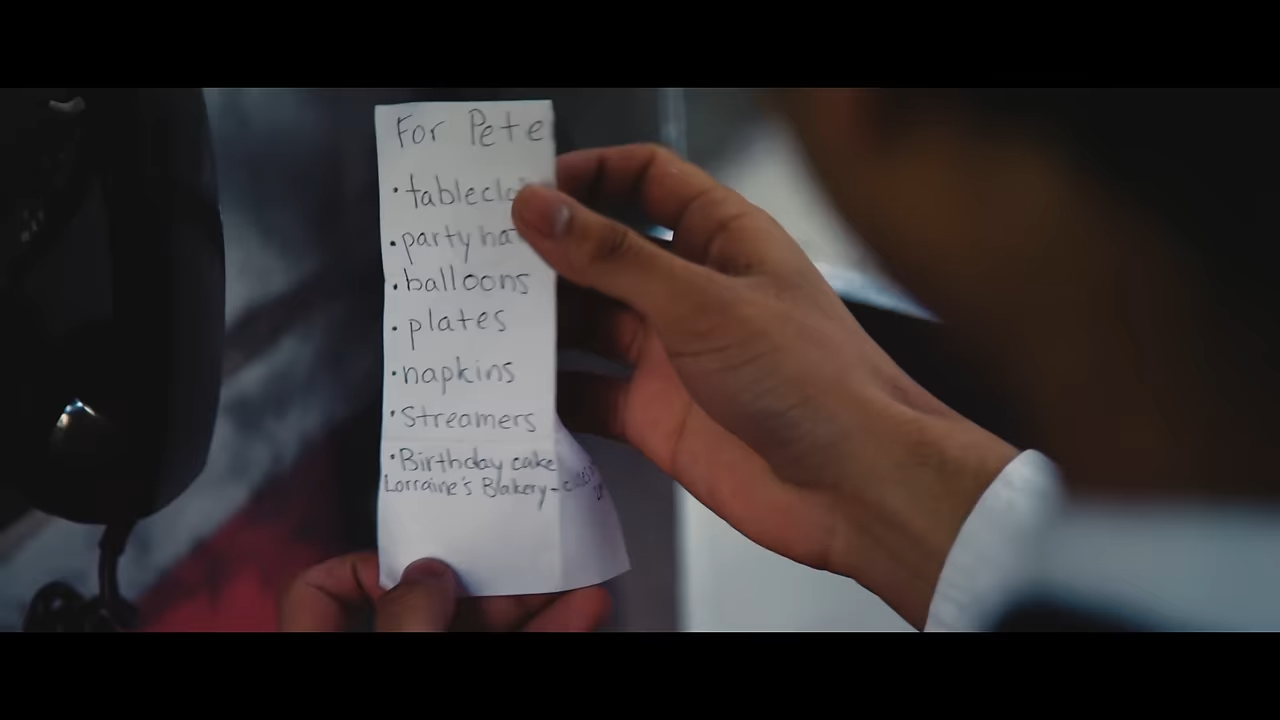 For Pete
·tablecl
·party ha
·balloons
·plates
·napkins
·Streamers
·Birthday cake
Lorraine's Bakery-